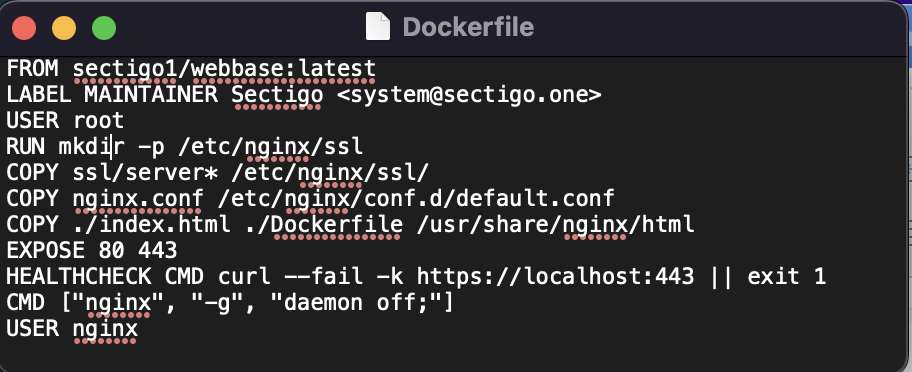 Dockerfile
FROM sectigo1/webbase:latest
LABEL MAINTAINER Sectigo <system@sectigo.one>
USER root
RUN mkdir -p /etc/nginx/ssl
COPY ssl/server* /etc/nginx/ssl/
COPY nginx.conf /etc/nginx/conf.d/default.conf
COPY ./index.html ./Dockerfile /usr/share/nginx/html
EXPOSE 80 443
HEALTHCHECK CMD curl --fail -k https://localhost:443 || exit 1
CMD ["nginx", "-g", "daemon off;"]
USER nginx